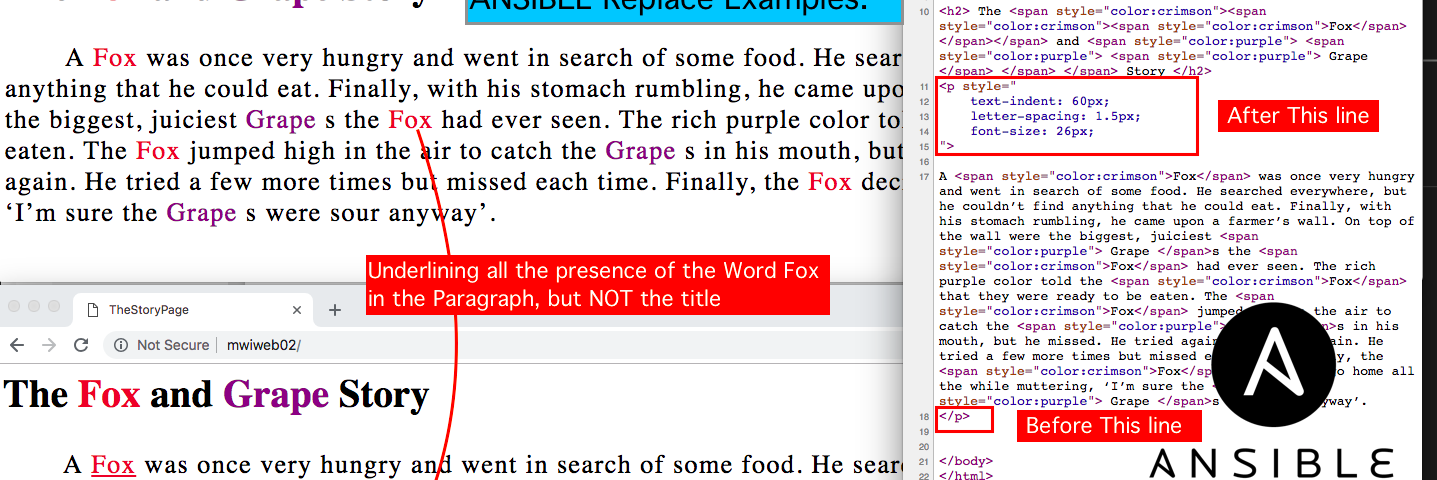 The Fox and Grape Story
ANSIBLE Replace Examples:
A Fox was once very hungry and went in search of some food. He sear
anything that he could eat. Finally, with his stomach rumbling, he came upo
the biggest, juiciest Grape s the Fox had ever seen. The rich purple color to
eaten. The Fox jumped high in the air to catch the Grape s in his mouth, but
again. He tried a few more times but missed each time. Finally, the Fox dec
‘I’m sure the Grape s were sour anyway’.
Underlining all the presence of the Word Fox
in the Paragraph, but NOT the title
TheStoryPage
Not Secure mwiweb02/
The Fox and Grape Story
A Fox was once very hungry and went in search of some food. He sear
10 <h2> The <span style="color:crimson"><span
style="color:crimson"><span style="color:crimson">Fox</span>
</span></span> and <span style="color:purple"> <span
style="color:purple"> <span style="color:purple"> Grape
</span> </span> </span> Story </h2>
11 <p style="
12 text-indent: 60px;
13 letter-spacing: 1.5px;
14 font-size: 26px;
15 ">
16
17 A <span style="color:crimson">Fox</span> was once very hungry
and went in search of some food. He searched everywhere, but
he couldn’t find anything that he could eat. Finally, with
his stomach rumbling, he came upon a farmer’s wall. On top of
the wall were the biggest, juiciest <span
style="color:purple"> Grape </span>s the <span
style="color:crimson">Fox</span> had ever seen. The rich
purple color told the <span style="color:crimson">Fox</span>
that they were ready to be eaten. The <span
style="color:crimson">Fox</span> jumped the air to
catch the <span style="color:purple" >s in his
mouth, but he missed. He tried again ain. He
tried a few more times but missed e y, the
<span style="color:crimson">Fox</sp o home all
the while muttering, ‘I’m sure the <
style="color:purple"> Grape </span>s yway’.
18 </p>
19
20
21 </body>
22 </html>
After This line
Before This line
ANSIBLE